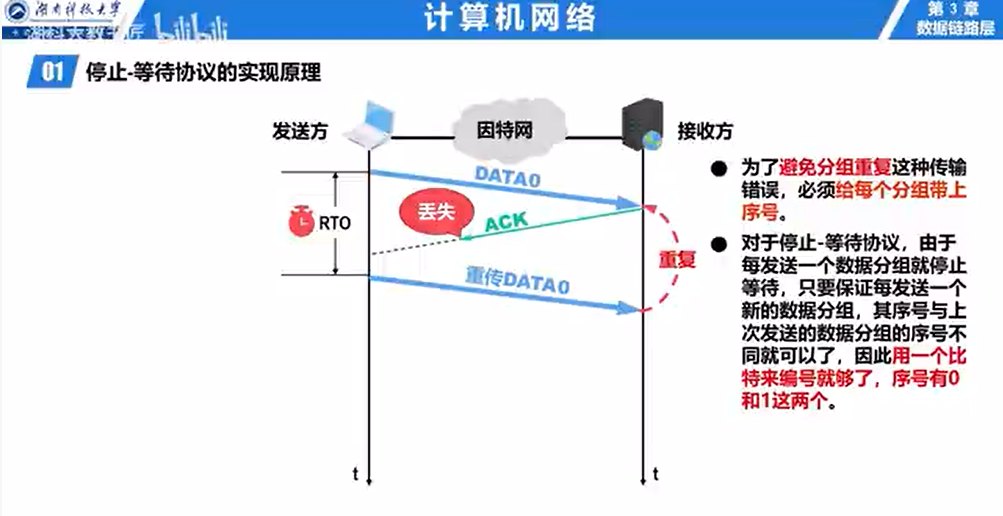 湖南科技大学
计算机网络
第 3 章
数据链路层
湖科大教书匠 bilibili
01 停止-等待协议的实现原理
发送方
因特网
接收方
DATA0
丢失
ACK
RTO
重复
重传DATA0
t
t
为了避免分组重复这种传输
错误，必须给每个分组带上
序号。
对于停止-等待协议，由于
每发送一个数据分组就停止
等待，只要保证每发送一个
新的数据分组，其序号与上
次发送的数据分组的序号不
同就可以了，因此用一个比
特来编号就够了，序号有0
和1这两个。